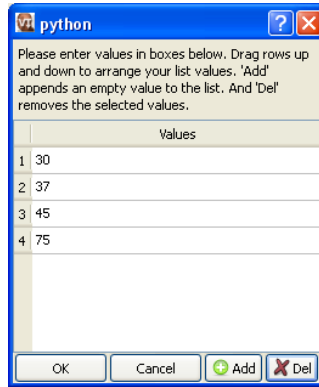 python
Please enter values in boxes below. Drag rows up
and down to arrange your list values. 'Add'
appends an empty value to the list. And 'Del'
removes the selected values.
Values
1 30
2 37
3 45
4 75
OK Cancel Add Del